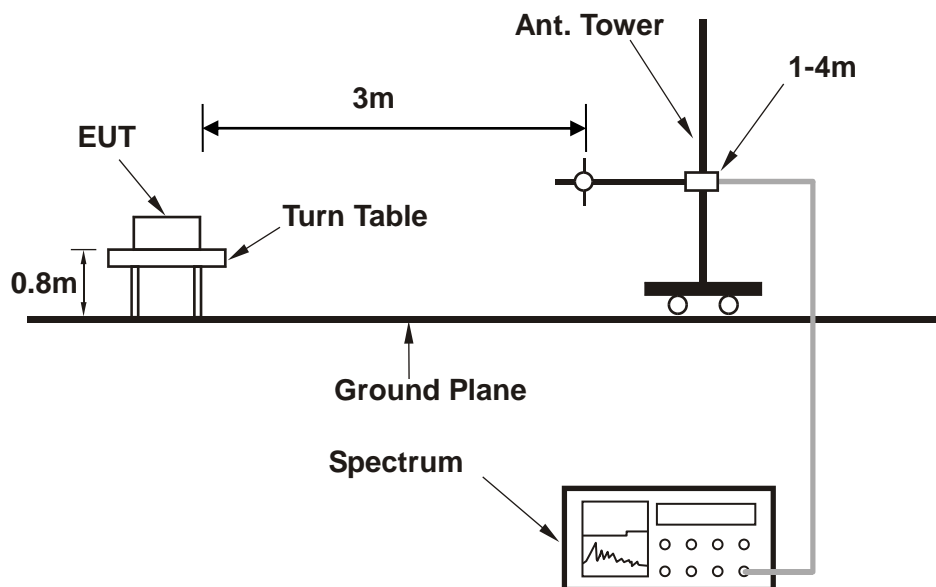 Ant. Tower
1-4m
3m
EUT
Turn Table
0.8m
Ground Plane
Spectrum